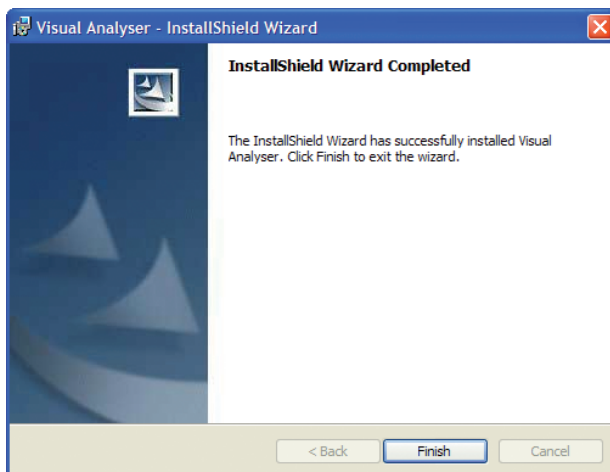 Visual Analyser - InstallShield Wizard
InstallShield Wizard Completed
The InstallShield Wizard has successfully installed Visual
Analyser. Click Finish to exit the wizard.
< Back
Finish
Cancel